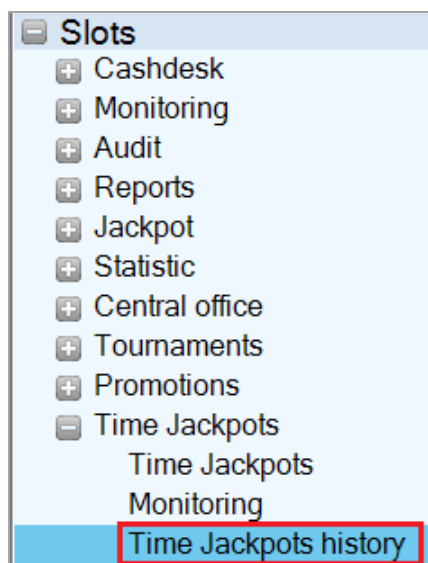 Slots
Cashdesk
Monitoring
Audit
Reports
Jackpot
Statistic
Central office
Tournaments
Promotions
Time Jackpots
Time Jackpots
Monitoring
Time Jackpots history